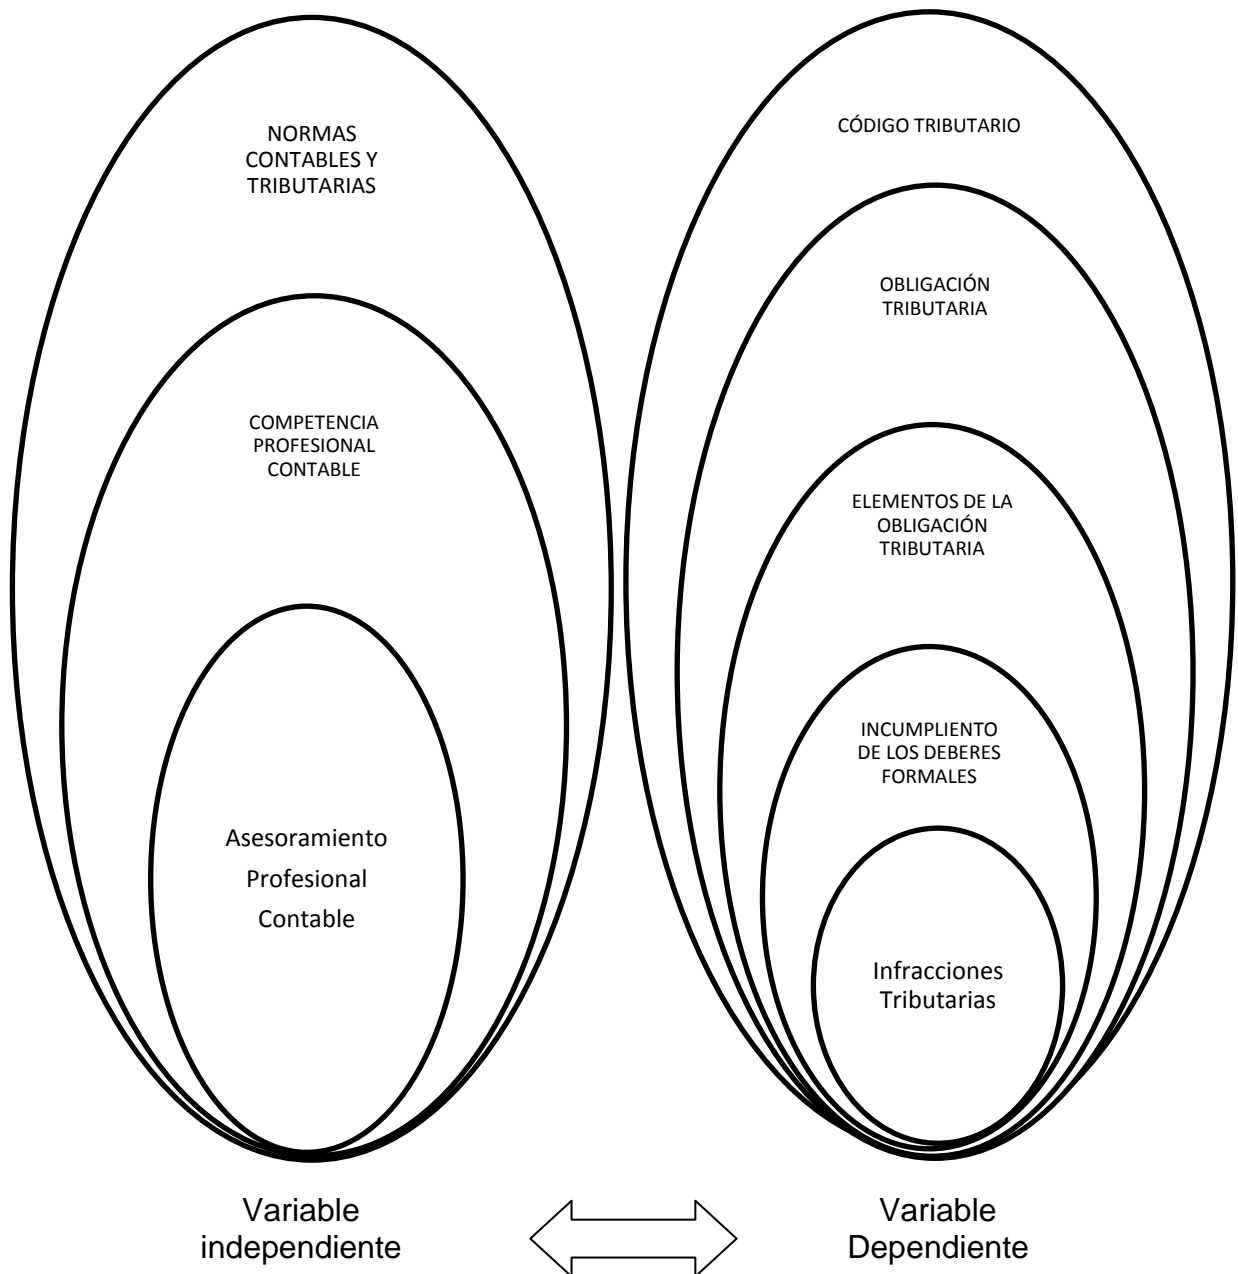 NORMAS
CONTABLES Y
TRIBUTARIAS
COMPETENCIA
PROFESIONAL
CONTABLE
Asesoramiento
Profesional
Contable
Variable
independiente
CÓDIGO TRIBUTARIO
OBLIGACIÓN
TRIBUTARIA
ELEMENTOS DE LA
OBLIGACIÓN
TRIBUTARIA
INCUMPLIENTO
DE LOS DEBERES
FORMALES
Infracciones
Tributarias
Variable
Dependiente